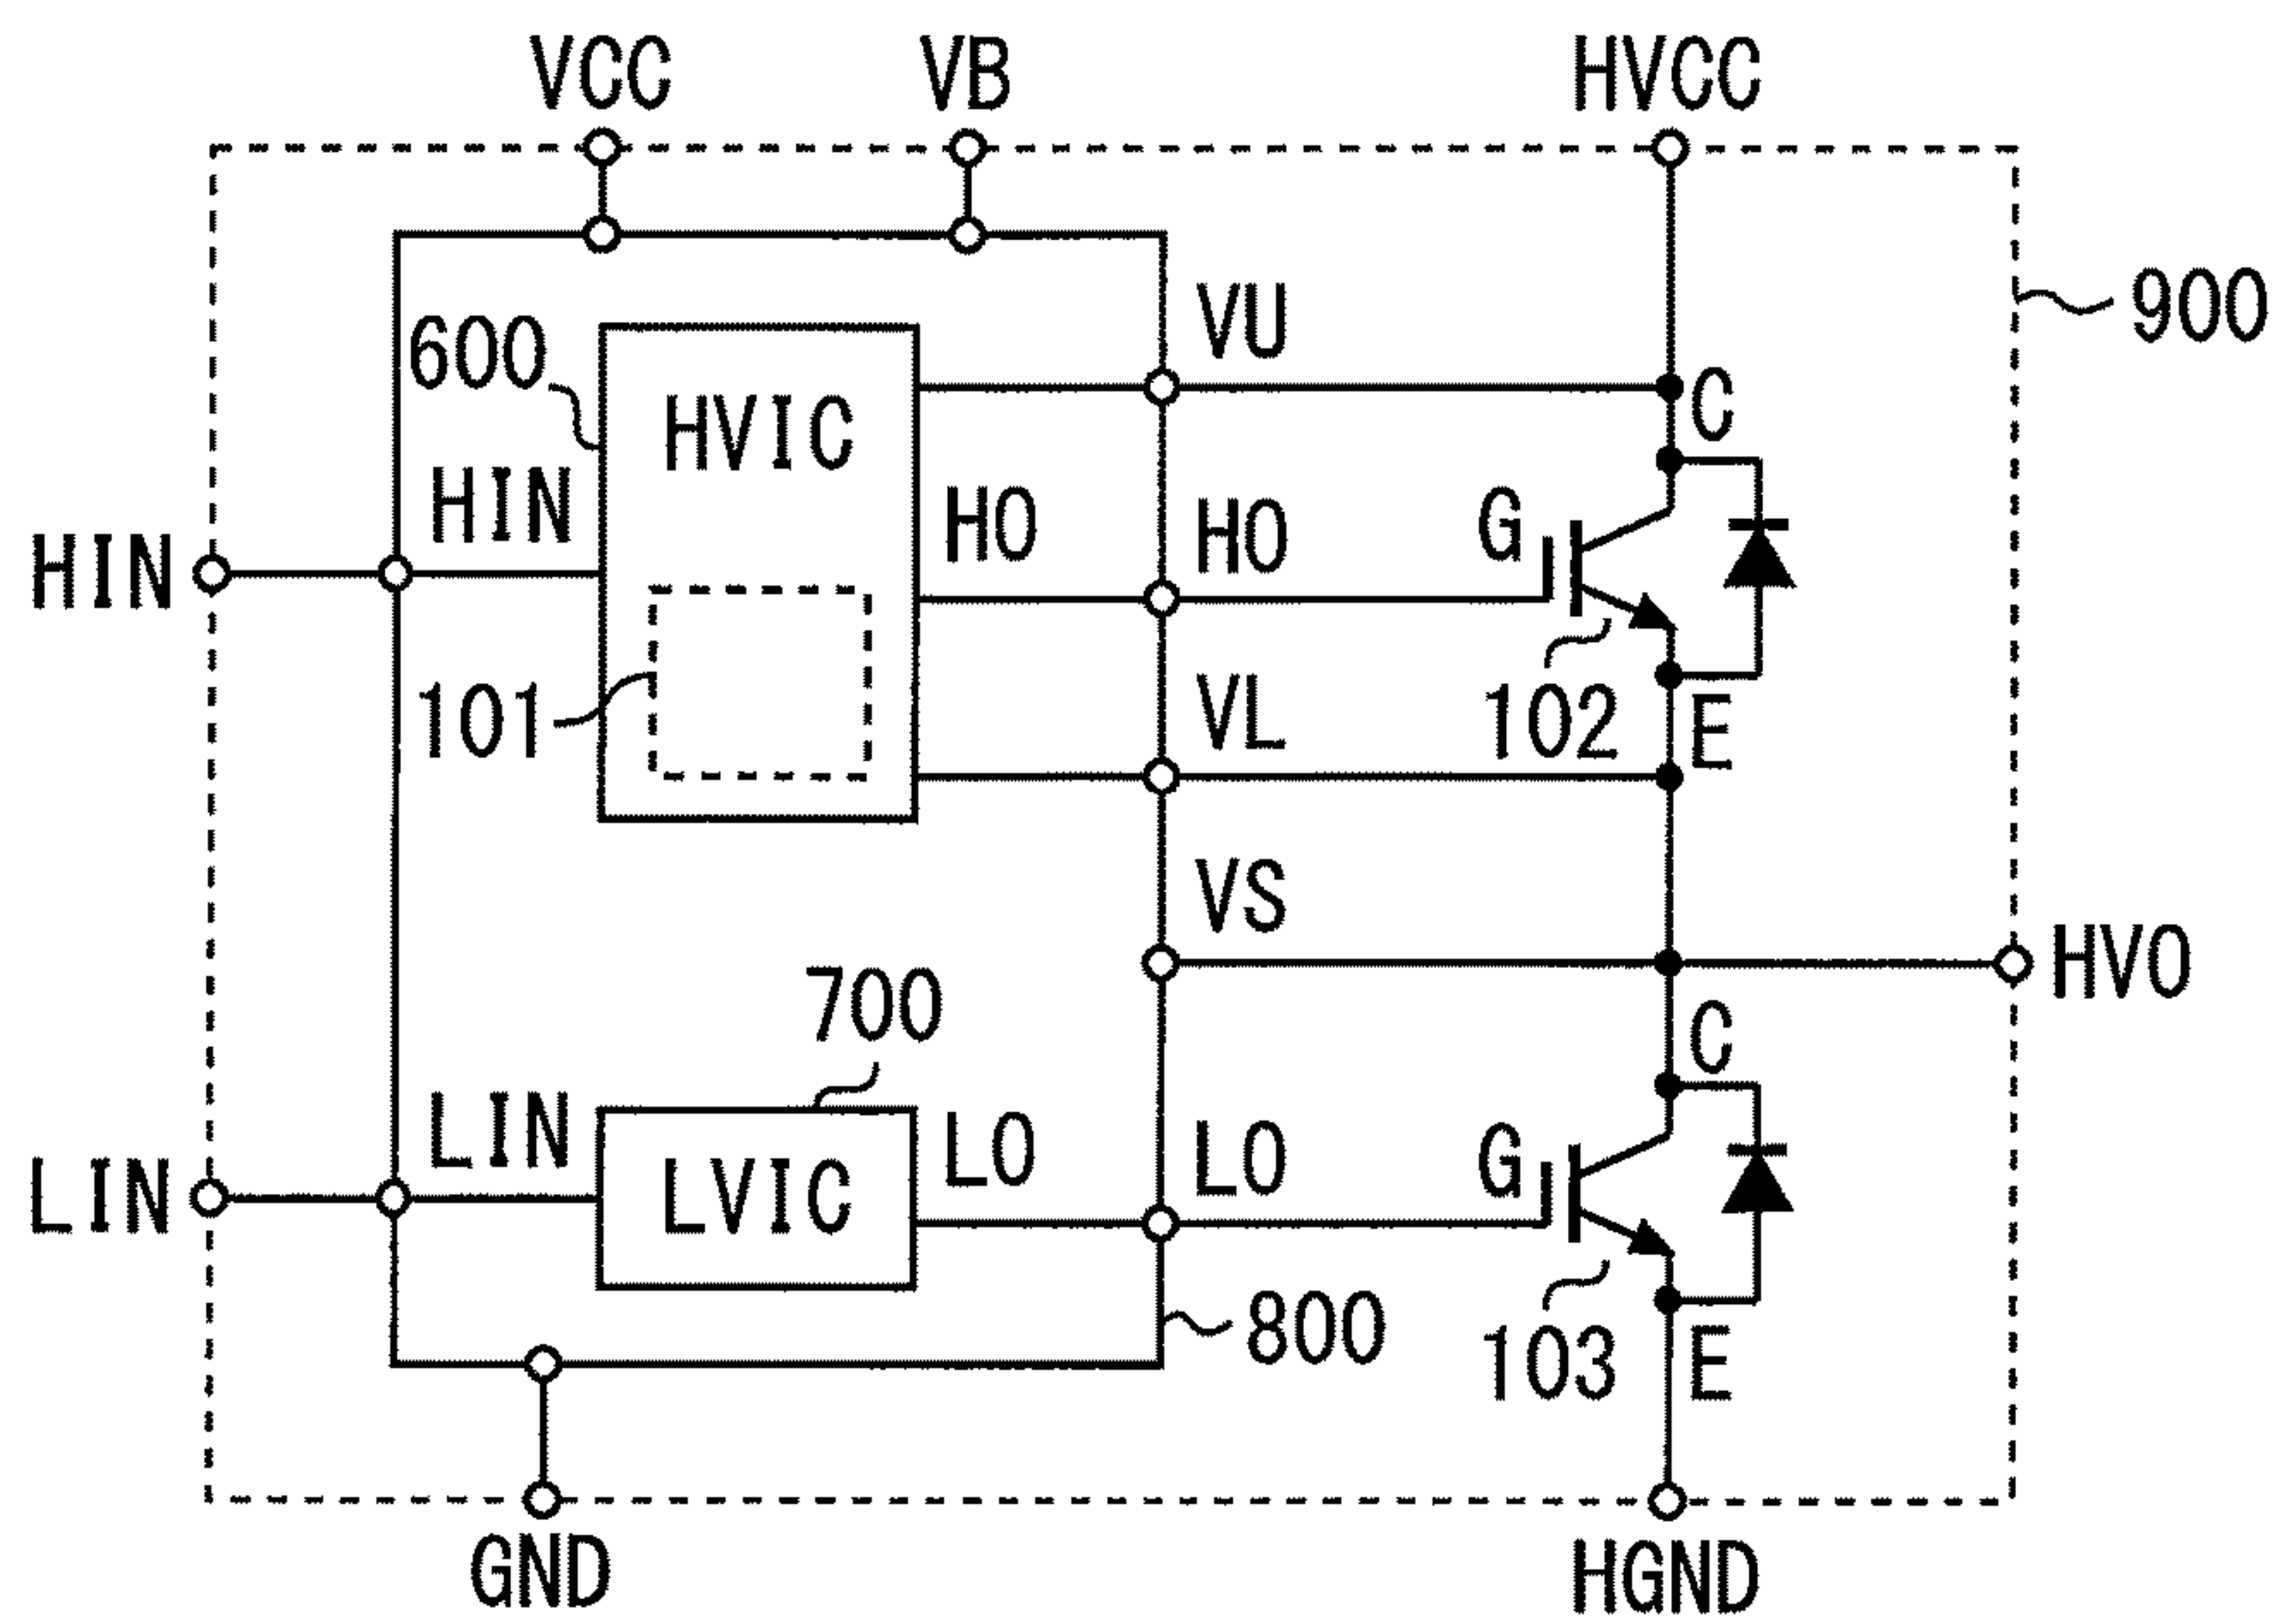 VCC VB HVCC
900
VU
600
HVIC
C
HIN
HO HO G
HIN
101
VL
102 E
VS
HVO
700
C
LIN
LO LO G
LIN
LVIC
800
103 E
GND HGND